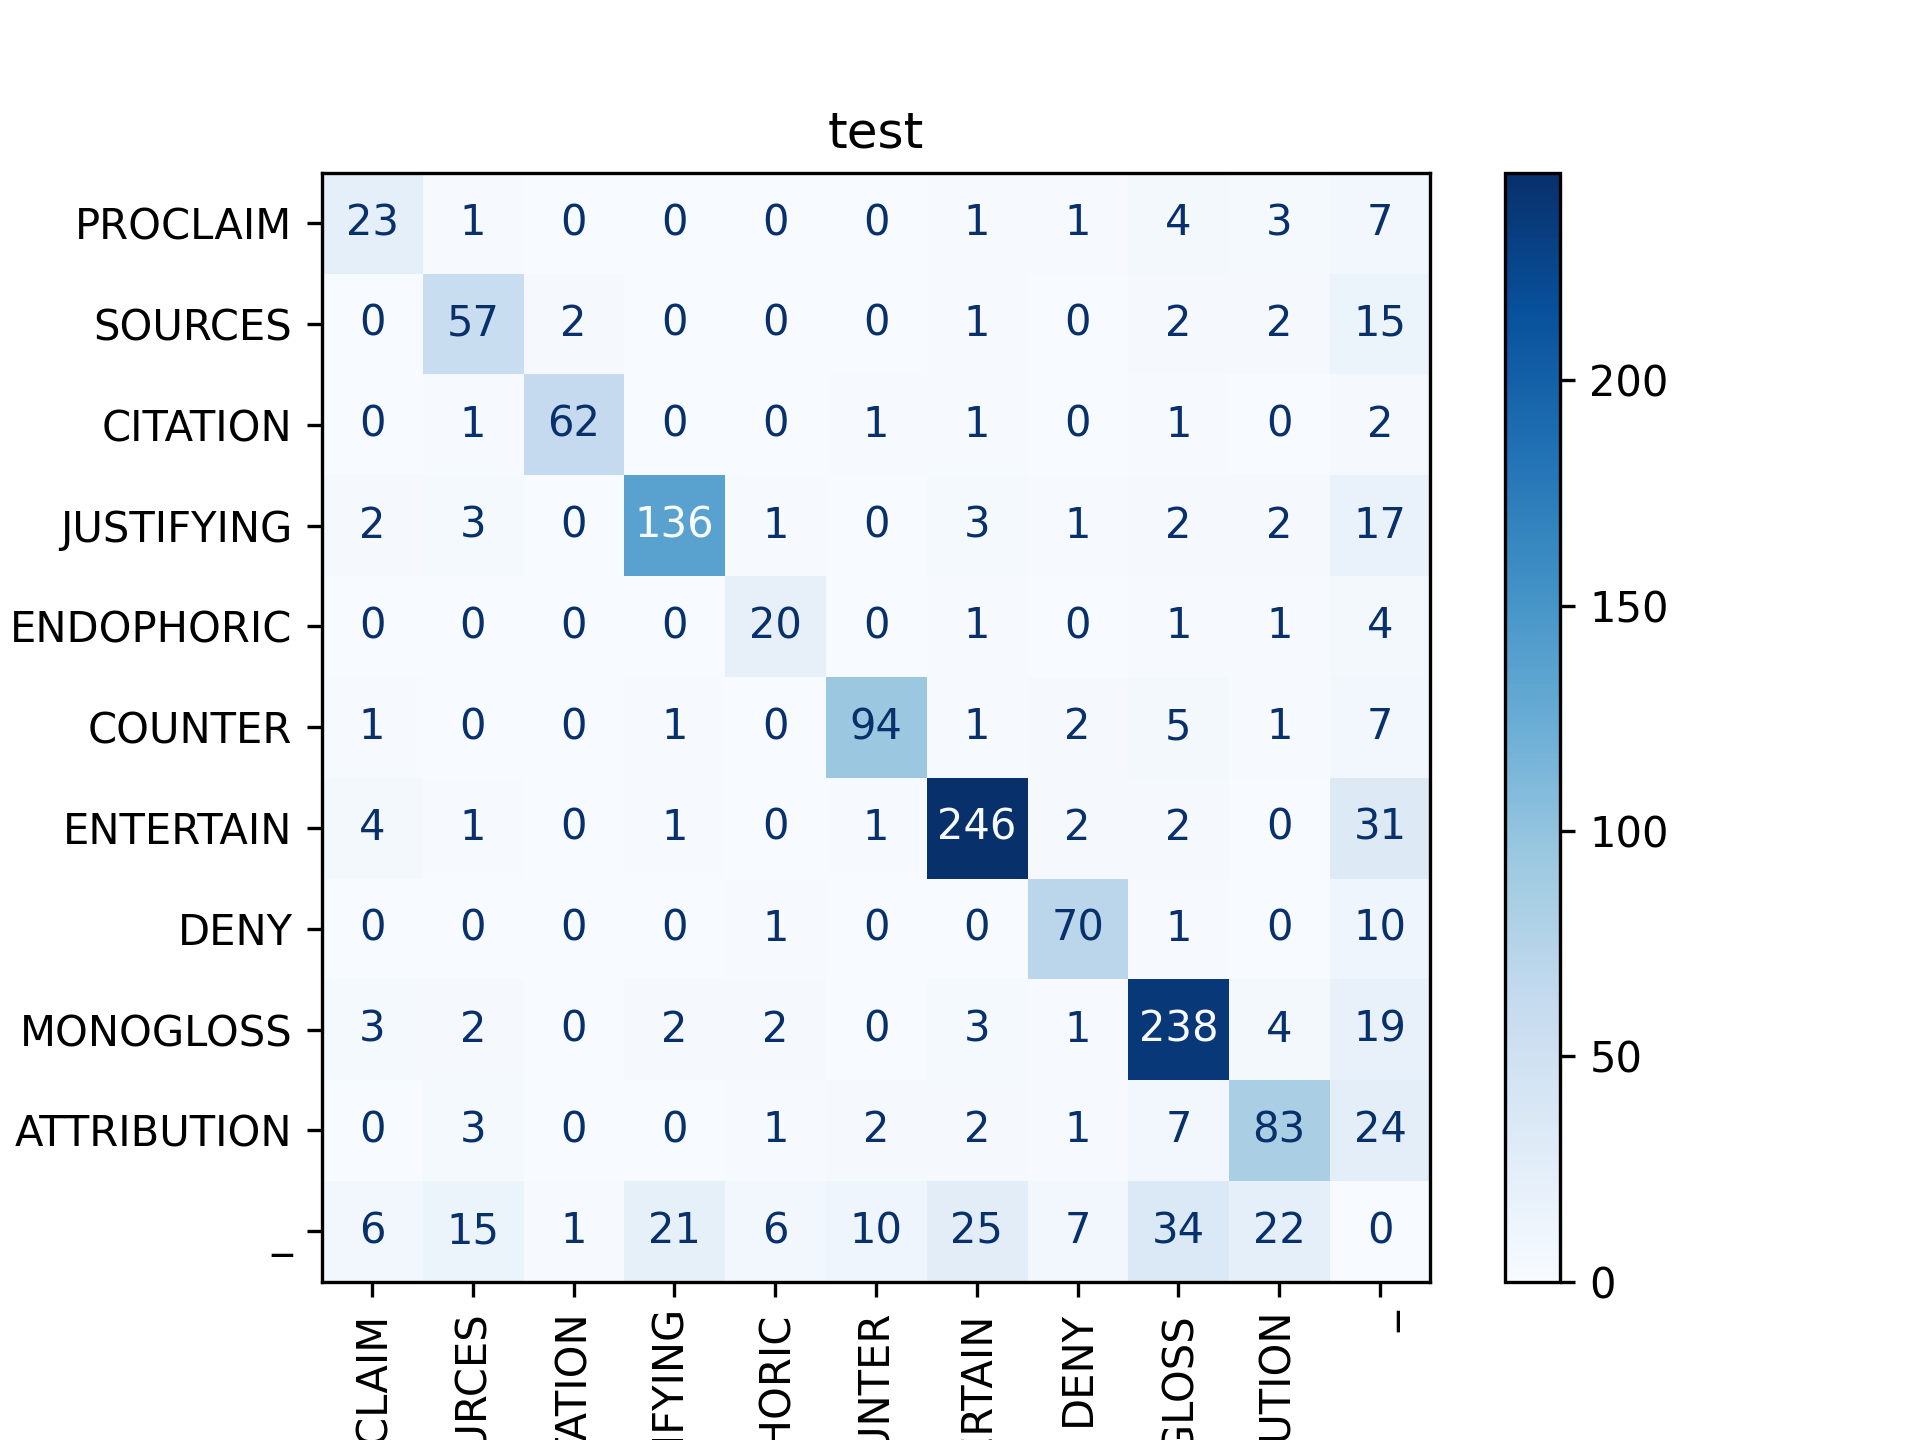 test
PROCLAIM 23 1 0 0 0 0 1 1 4 3 7
SOURCES 0 57 2 0 0 0 1 0 2 2 15
CITATION 0 1 62 0 0 1 1 0 1 0 2
JUSTIFYING 2 3 0 136 1 0 3 1 2 2 17
ENDOPHORIC 0 0 0 0 20 0 1 0 1 1 4
COUNTER 1 0 0 1 0 94 1 2 5 1 7
ENTERTAIN 4 1 0 1 0 1 246 2 2 0 31
DENY 0 0 0 0 1 0 0 70 1 0 10
MONOGLOSS 3 2 0 2 2 0 3 1 238 4 19
ATTRIBUTION 0 3 0 0 1 2 2 1 7 83 24
_ 6 15 1 21 6 10 25 7 34 22 0
CLAIM URCES TATION IFYING HORIC UNTER ERTAIN DENY GLOSS UTION _
200
150
100
50
0